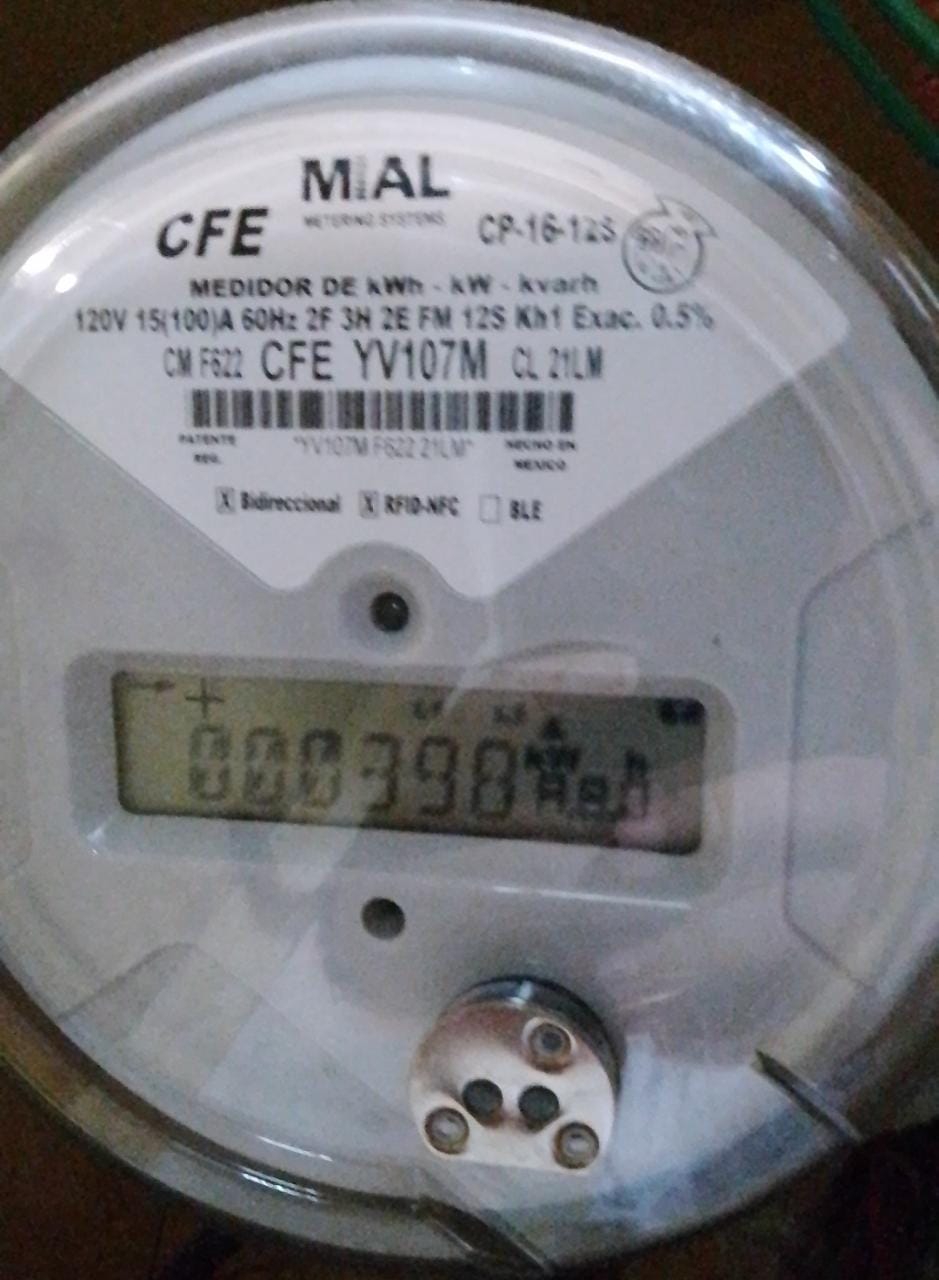 MIAL
METERING SYSTEMS
CFE
CP-16-12S
MEDIDOR DE kWh - kW - kvarh
120V 15(100)A 60Hz 2F 3H 2E FM 12S Kh1 Exac. 0.5%
CM F622 CFE YV107M CL 21LM
PATENTE REG.
*YV107M F622 21LM*
HECHO EN MEXICO
X Bidireccional X RFID-NFC BLE
+
000398 kW h